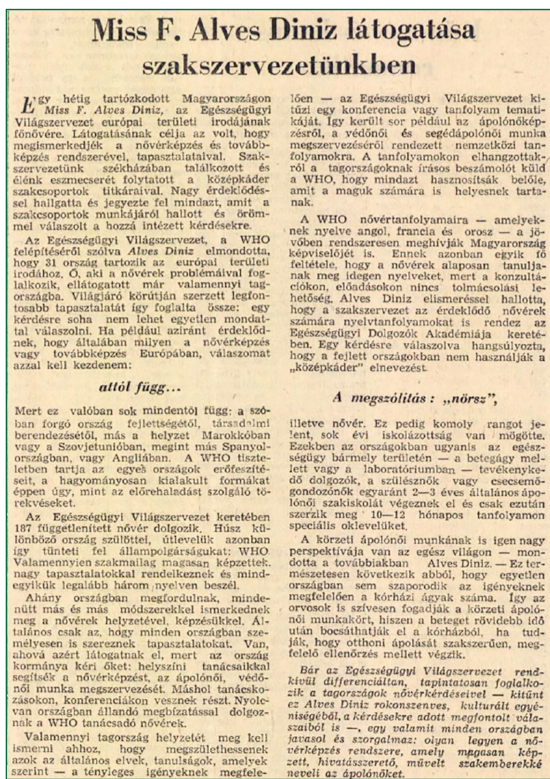 Miss F. Alves Diniz látogatása
szakszervezetünkben
Egy hétig tartózkodott Magyarországon
Miss F. Alves Diniz, az Egészségügyi
Világszervezet európai területi irodájának
főnővére. Látogatásának célja az volt, hogy
megismerkedjék a nővérképzés és tovább-
képzés rendszerével, tapasztalataival. Szak-
szervezetünk székházában találkozott és
élénk eszmecserét folytatott a középkáder
szakcsoportok titkáraival. Nagy érdeklődés-
sel hallgatta és jegyezte fel mindazt, amit a
szakcsoportok munkájáról hallott és öröm-
mel válaszolt a hozzá intézett kérdésekre.
Az Egészségügyi Világszervezet, a WHO
felépítéséről szólva Alves Diniz elmondotta,
hogy 31 ország tartozik az európai területi
irodához. Ő, aki a nővérek problémáival fog-
lalkozik, ellátogatott már valamennyi tag-
országba. Világjáró körútján szerzett legfon-
tosabb tapasztalatát így foglalta össze: egy
kérdésre soha nem lehet egyetlen mondat-
tal válaszolni. Ha például aziránt érdeklőd-
nek, hogy általában milyen a nővérképzés
vagy továbbképzés Európában, válaszomat
azzal kell kezdenem:
attól függ...
Mert ez valóban sok mindentől függ: a szó-
ban forgó ország fejlettségétől, társadalmi
berendezésétől, más a helyzet Marokkóban
vagy a Szovjetunióban, megint más Spanyol-
országban, vagy Angliában. A WHO tiszte-
letben tartja az egyes országok erőfeszíté-
seit, a hagyományosan kialakult formákat
éppen úgy, mint az előrehaladást szolgáló tö-
rekvéseket.
Az Egészségügyi Világszervezet keretében
187 függetlenített nővér dolgozik. Húsz kü-
lönböző ország szülöttei, útlevelük azonban
így tünteti fel állampolgárságukat: WHO
Valamennyien szakmailag magasan képzettek.
nagy tapasztalatokkal rendelkeznek és mind-
egyikük legalább három nyelven beszél.
Ahány országban megfordulnak, minde-
nütt más és más módszerekkel ismerkednek
meg a nővérek helyzetével, képzésükkel. Ál-
talános csak az, hogy minden országban sze-
mélyesen is szereznek tapasztalatokat. Van,
ahová azért látogatnak el, mert az ország
kormánya kéri őket: helyszíni tanácsaikkal
segítsék a nővérképzést, az ápolónői, védő-
női munka megszervezését. Máshol tanácsko-
zásokon, konferenciákon vesznek részt. Nyolc-
van országban állandó megbízatással dolgoz-
nak a WHO tanácsadó nővérek.
Valamennyi tagország helyzetét meg kell
ismerni ahhoz, hogy megszülethessenek
azok az általános elvek, tanulságok, amelyek
szerint — a tényleges igényeknek megfele-
lően — az Egészségügyi Világszervezet ki-
tűzi egy konferencia vagy tanfolyam temati-
káját. Így került sor például az ápolónőkép-
zésről, a védőnői és segédápolónői munka
megszervezéséről rendezett nemzetközi tan-
folyamokra. A tanfolyamokon elhangzottak-
ról a tagországoknak írásos beszámolót küld
a WHO, hogy mindazt hasznosítsák belőle,
amit a maguk számára is helyesnek tarta-
nak.
A WHO nővértanfolyamaira — amelyek-
nek nyelve angol, francia és orosz — a jö-
vőben rendszeresen meghívják Magyarország
képviselőjét is. Ennek azonban egyik fő
feltétele, hogy a nővérek alaposan tanulja-
nak meg idegen nyelveket, mert a konzultá-
ciókon, előadásokon nincs tolmácsolási le-
hetőség. Alves Diniz elismeréssel hallotta,
hogy a szakszervezet az érdeklődő nővérek
számára nyelvtanfolyamokat is rendez az
Egészségügyi Dolgozók Akadémiája kereté-
ben. Egy kérdésre válaszolva hangsúlyozta,
hogy a fejlett országokban nem használják a
„középkáder” elnevezést.
A megszólítás: „nörsz”,
illetve nővér. Ez pedig komoly rangot je-
lent, sok évi iskolázottság van mögötte.
Ezekben az országokban ugyanis az egész-
ségügy bármely területén — a betegágy mel-
lett vagy a laboratóriumban — tevékenyke-
dő dolgozók, a szülésznők vagy csecsemő-
gondozónők egyaránt 2—3 éves általános ápo-
lónői szakiskolát végeznek el és csak ezután
szerzik meg 10—12 hónapos tanfolyamon
speciális oklevelüket.
A körzeti ápolónői munkának is igen nagy
perspektívája van az egész világon — mon-
dotta a továbbiakban Alves Diniz. — Ez ter-
mészetesen következik abból, hogy egyetlen
országban sem szaporodik az igényeknek
megfelelően a kórházi ágyak száma. Így az
orvosok is szívesen fogadják a körzeti ápoló-
női munkakört, hiszen a beteget rövidebb idő
után bocsáthatják el a kórházból, ha tud-
ják, hogy otthoni ápolását szakszerűen, meg-
felelő ellenőrzés mellett végzik.
Bár az Egészségügyi Világszervezet rend-
kívül differenciáltan, tapintatosan foglalko-
zik a tagországok nővérkérdéseivel — kitűnt
ez Alves Diniz rokonszenves, kulturált egyé-
niségéből, a kérdésekre adott megfontolt vála-
szaiból is —, egy valamit minden országban
javasol és szorgalmaz: olyan legyen a nő-
vérképzés rendszere, amely magasan kép-
zett, hivatásszerető, művelt szakemberekké
neveli az ápolónőket.